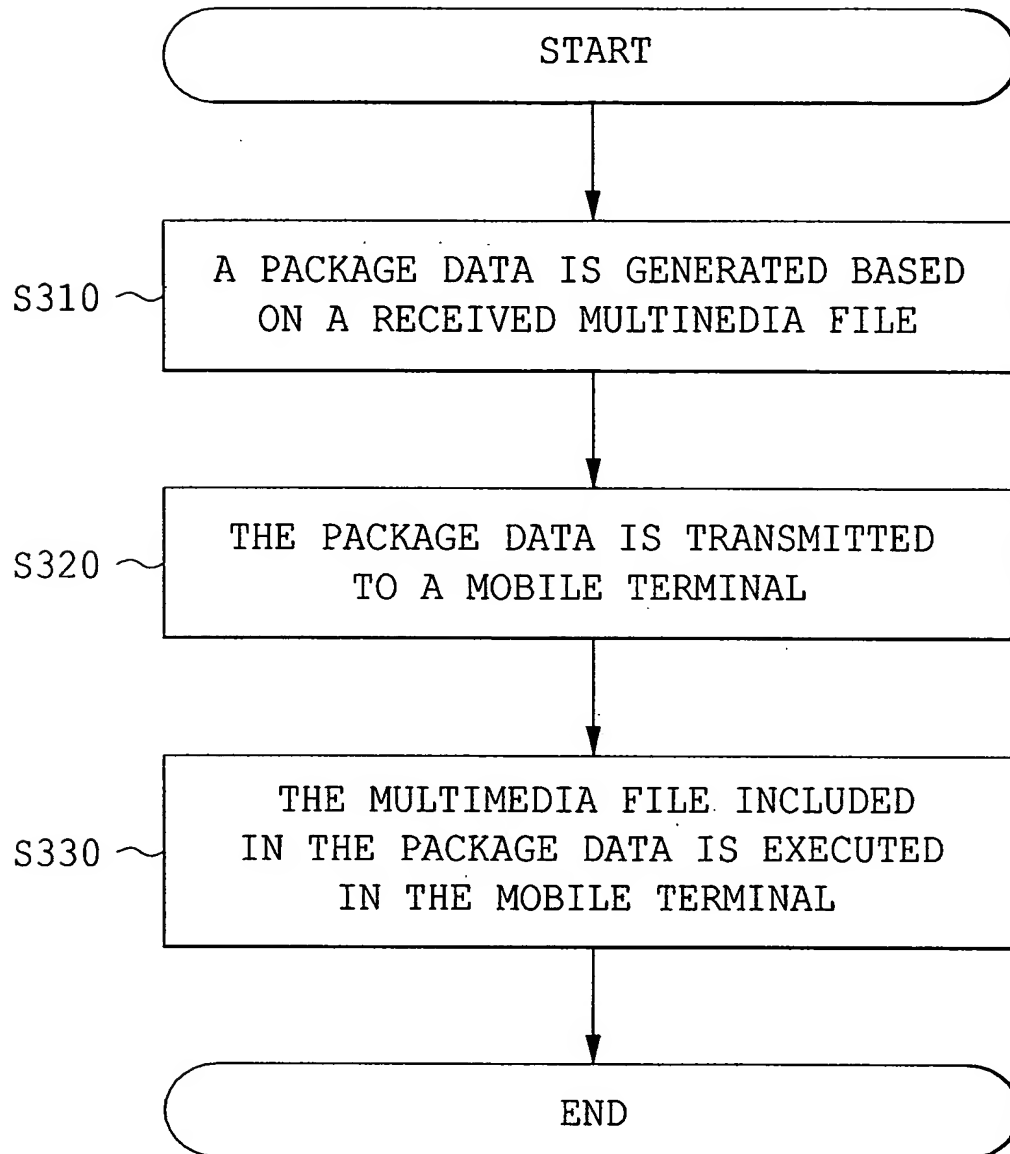 START
A PACKAGE DATA IS GENERATED BASED
S310
ON A RECEIVED MULTINEDIA FILE
THE PACKAGE DATA IS TRANSMITTED
S320
TO A MOBILE TERMINAL
THE MULTIMEDIA FILE INCLUDED
S330
IN THE PACKAGE DATA IS EXECUTED
IN THE MOBILE TERMINAL
END